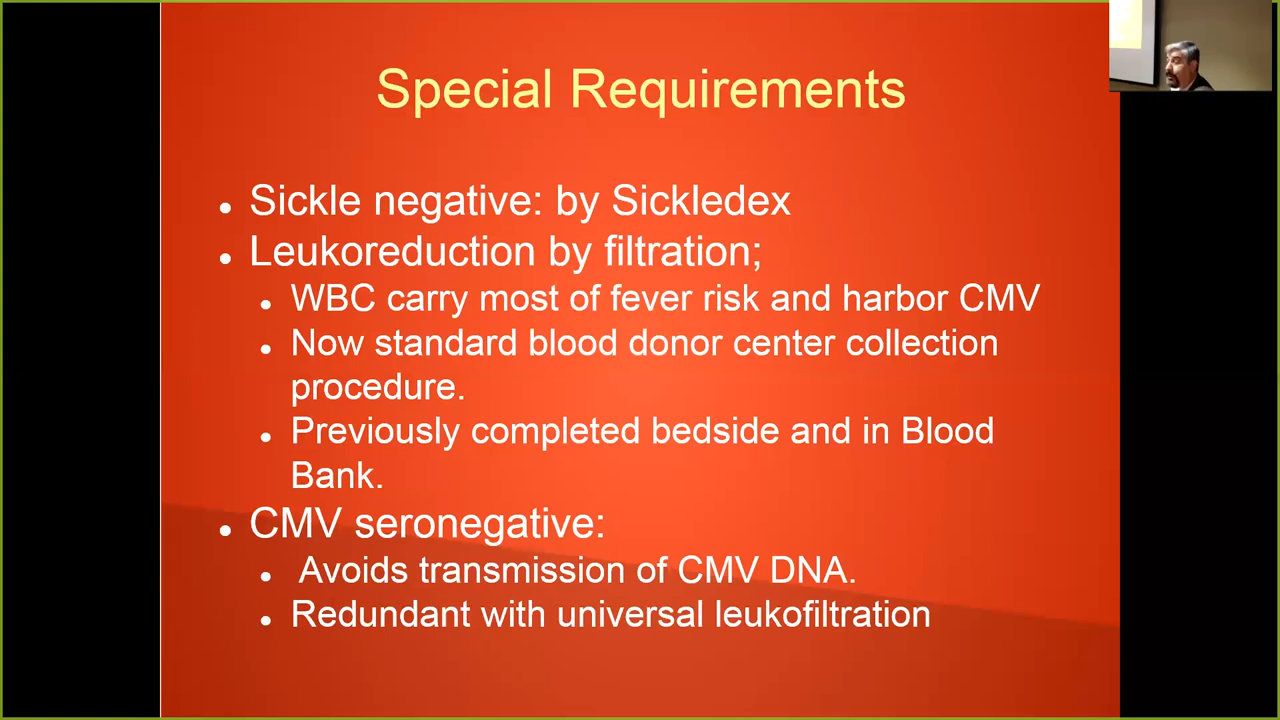 Special Requirements
Sickle negative: by Sickledex
Leukoreduction by filtration;
WBC carry most of fever risk and harbor CMV
Now standard blood donor center collection
procedure.
Previously completed bedside and in Blood
Bank.
CMV seronegative:
Avoids transmission of CMV DNA.
Redundant with universal leukofiltration